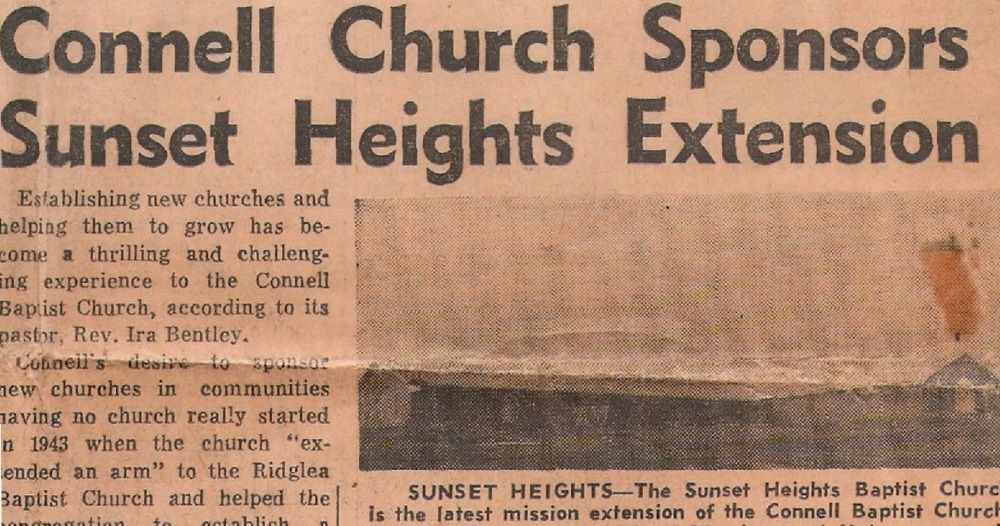 Connell Church Sponsors
Sunset Heights Extension
Establishing new churches and
helping them to grow has be-
come a thrilling and challeng-
ing experience to the Connell
Baptist Church, according to its
pastor, Rev. Ira Bentley.
Connell's desire to sponsor
new churches in communities
having no church really started
in 1943 when the church "ex-
tended an arm" to the Ridglea
Baptist Church and helped the
congregation to establish a
SUNSET HEIGHTS—The Sunset Heights Baptist Churc
is the latest mission extension of the Connell Baptist Church